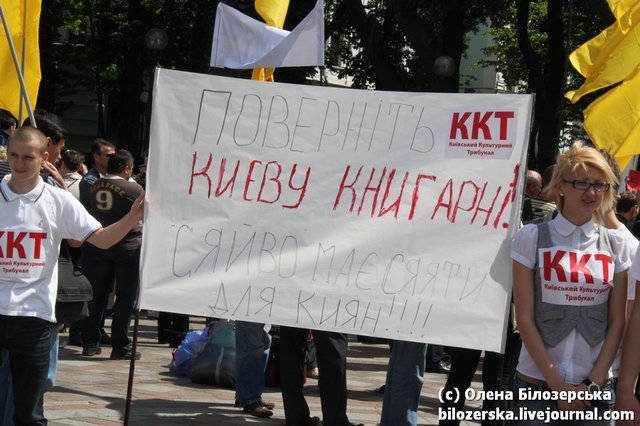 ПОВЕРНІТЬ
ККТ
Київський Культурний
Трибунал
КИЄВУ КНИГАРНІ!
СЯЙВО МАЄ СЯЯТИ
ДЛЯ КИЯН!!!!
ККТ
Київський Культурний
Трибунал
ККТ
Київський Культурний
Трибунал
9
(c) Олена Білозерська
bilozerska.livejournal.com